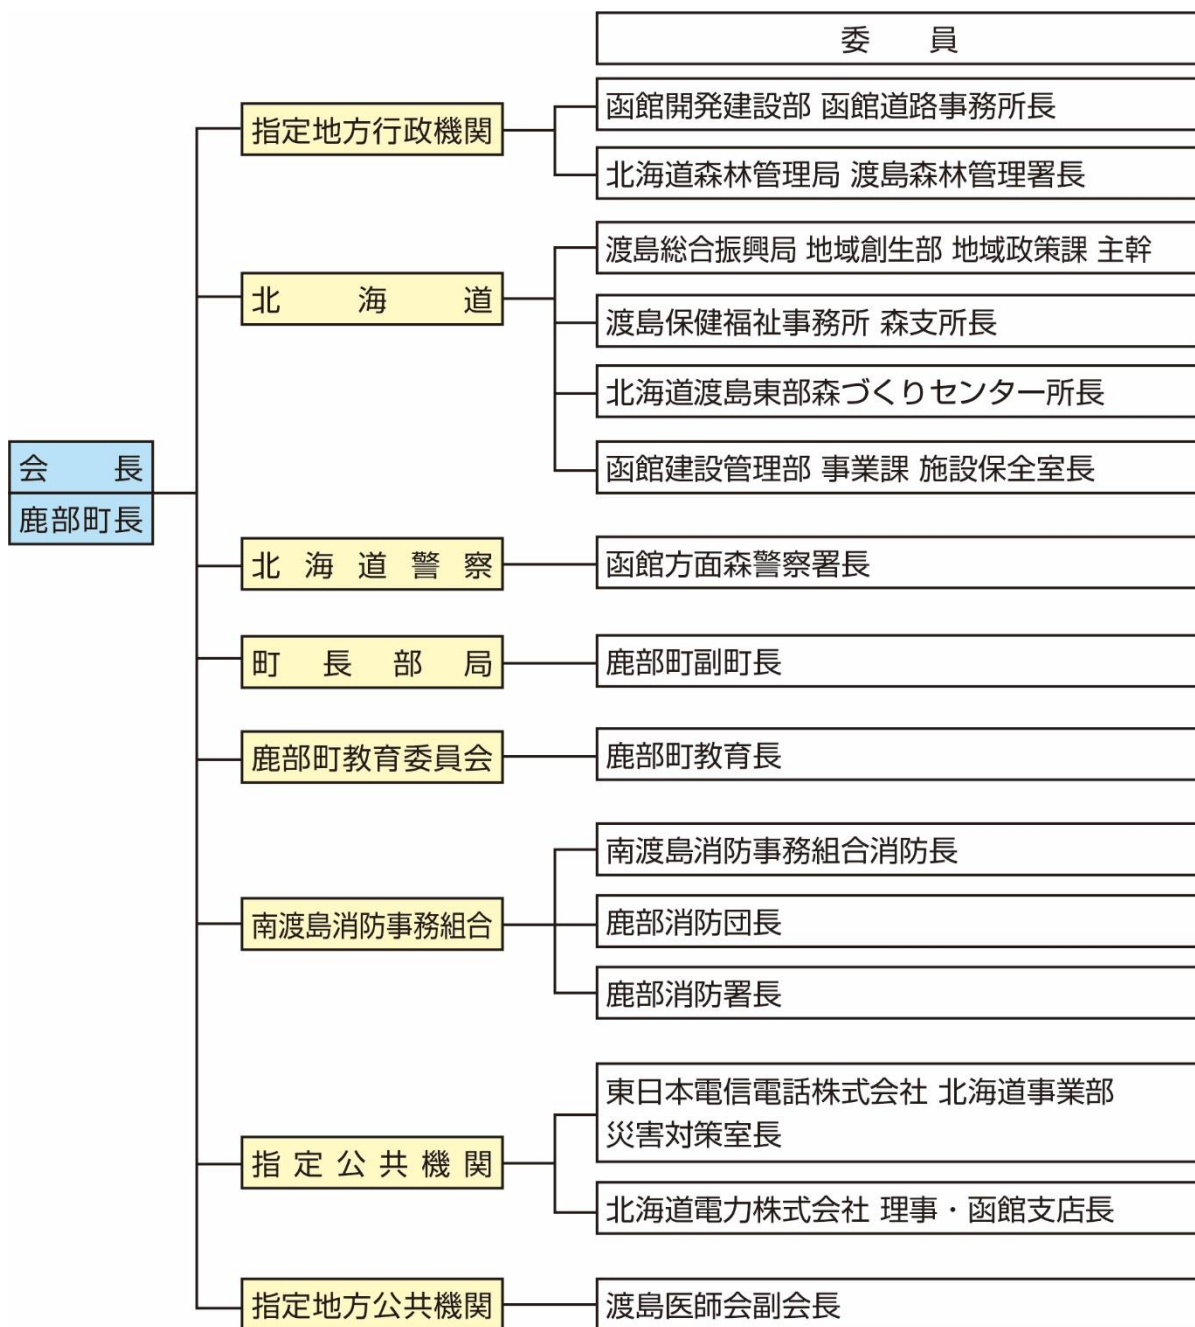 委員
指定地方行政機関
函館開発建設部 函館道路事務所長
北海道森林管理局 渡島森林管理署長
北海道
渡島総合振興局 地域創生部 地域政策課 主幹
渡島保健福祉事務所 森支所長
北海道渡島東部森づくりセンター所長
函館建設管理部 事業課 施設保全室長
会長
鹿部町長
北海道警察
函館方面森警察署長
町長部局
鹿部町副町長
鹿部町教育委員会
鹿部町教育長
南渡島消防事務組合
南渡島消防事務組合消防長
鹿部消防団長
鹿部消防署長
指定公共機関
東日本電信電話株式会社 北海道事業部
災害対策室長
北海道電力株式会社 理事・函館支店長
指定地方公共機関
渡島医師会副会長